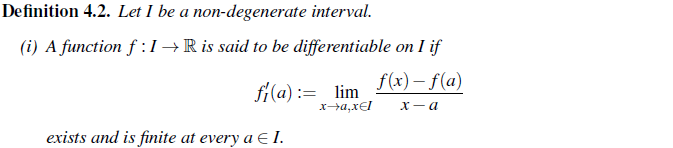 Definition 4.2. Let I be a non-degenerate interval.
(i) A function f : I → ℝ is said to be differentiable on I if
f′_I(a) := lim_{x→a,x∈I} \frac{f(x) − f(a)}{x − a}
exists and is finite at every a ∈ I.